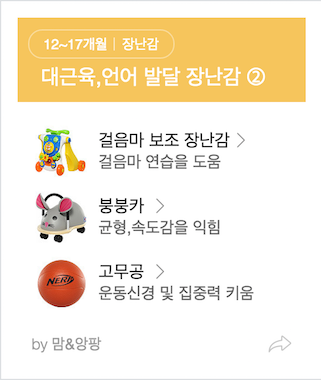 12~17개월 | 장난감
대근육,언어 발달 장난감 ②
걸음마 보조 장난감 >
걸음마 연습을 도움
붕붕카 >
균형,속도감을 익힘
고무공 >
NERF
운동신경 및 집중력 키움
by 맘&앙팡